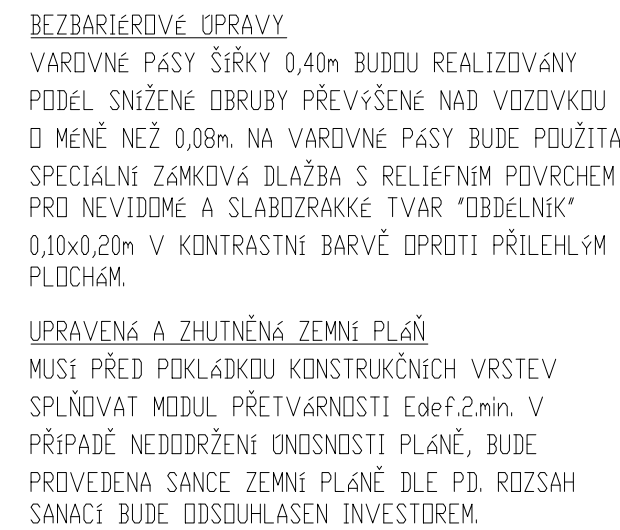 BEZBARIÉROVÉ ÚPRAVY
VAROVNÉ PÁSY ŠÍŘKY 0,40m BUDOU REALIZOVÁNY
PODÉL SNÍŽENÉ OBRUBY PŘEVÝŠENÉ NAD VOZOVKOU
O MÉNĚ NEŽ 0,08m. NA VAROVNÉ PÁSY BUDE POUŽITA
SPECIÁLNÍ ZÁMKOVÁ DLAŽBA S RELIÉFNÍM POVRCHEM
PRO NEVIDOMÉ A SLABOZRAKKÉ TVAR "OBDÉLNÍK"
0,10x0,20m V KONTRASTNÍ BARVĚ OPROTI PŘILEHLÝM
PLOCHÁM.
UPRAVENÁ A ZHUTNĚNÁ ZEMNÍ PLÁŇ
MUSÍ PŘED POKLÁDKOU KONSTRUKČNÍCH VRSTEV
SPLŇOVAT MODUL PŘETVÁRNOSTI Edef.2.min. V
PŘÍPADĚ NEDODRŽENÍ ÚNOSNOSTI PLÁNĚ, BUDE
PROVEDENA SANCE ZEMNÍ PLÁNĚ DLE PD. ROZSAH
SANACÍ BUDE ODSOUHLASEN INVESTOREM.